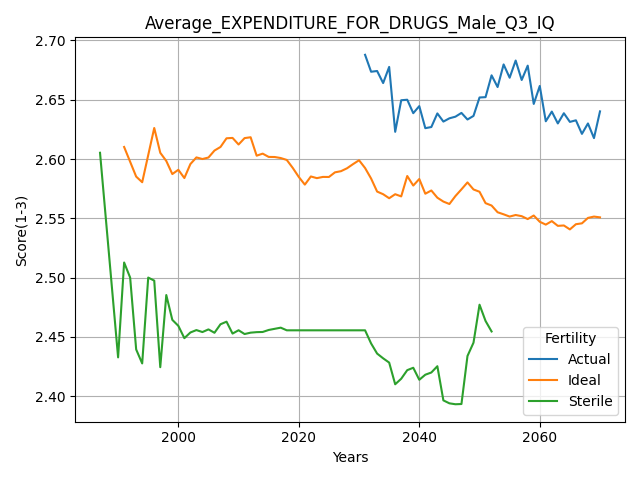 Average_EXPENDITURE_FOR_DRUGS_Male_Q3_IQ
Score(1-3)
2.70
2.65
2.60
2.55
2.50
2.45
2.40
2000
2020
2040
2060
Years
Fertility
Actual
Ideal
Sterile